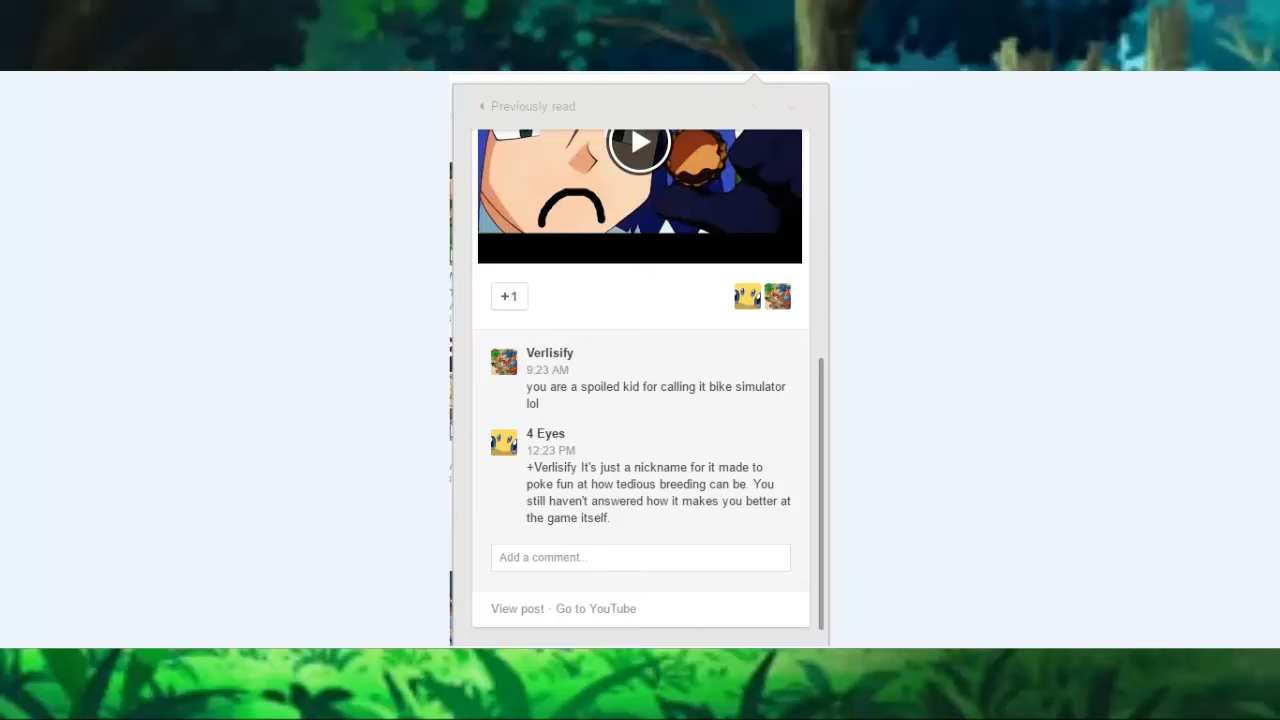 Previously read
+1
Verlisify
9:23 AM
you are a spoiled kid for calling it bike simulator
lol
4 Eyes
12:23 PM
+Verlisify It's just a nickname for it made to
poke fun at how tedious breeding can be. You
still haven't answered how it makes you better at
the game itself.
Add a comment...
View post · Go to YouTube